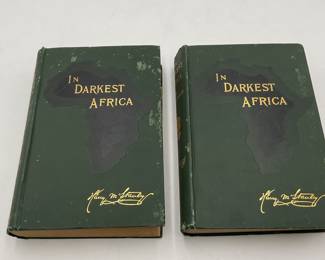 In
Darkest
Africa
Henry M. Stanley
In
Darkest
Africa
Henry M. Stanley